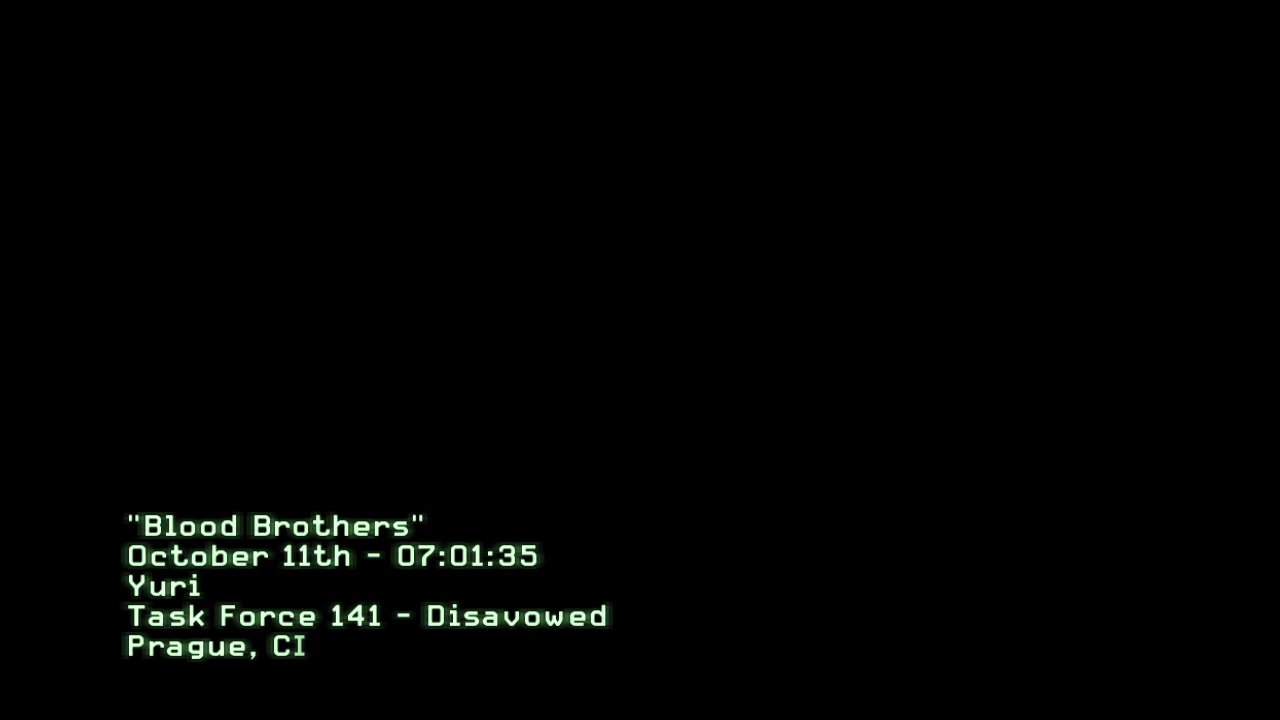 "Blood Brothers"
October 11th - 07:01:35
Yuri
Task Force 141 - Disavowed
Prague, CI